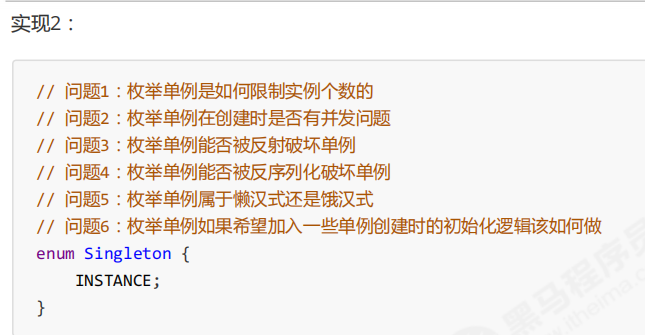 实现2：
// 问题1：枚举单例是如何限制实例个数的
// 问题2：枚举单例在创建时是否有并发问题
// 问题3：枚举单例能否被反射破坏单例
// 问题4：枚举单例能否被反序列化破坏单例
// 问题5：枚举单例属于懒汉式还是饿汉式
// 问题6：枚举单例如果希望加入一些单例创建时的初始化逻辑该如何做
enum Singleton {
    INSTANCE;
}
黑马程序员
www.itheima.com